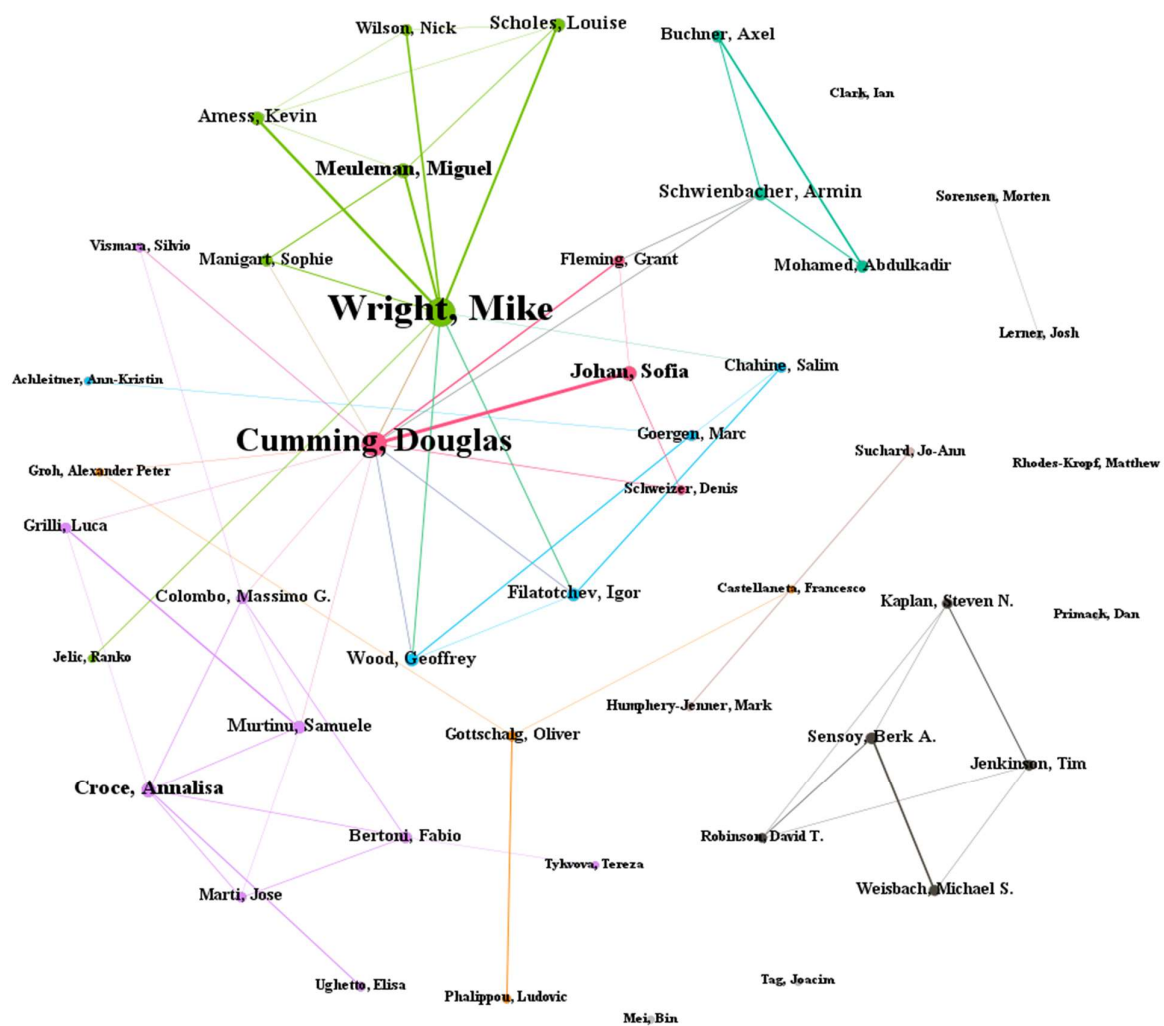 Scholes, Louise
Wilson, Nick
Buchner, Axel
Clark, Ian
Amess, Kevin
Meuleman, Miguel
Schwienbacher, Armin
Sorensen, Morten
Vismara, Silvio
Manigart, Sophie
Fleming, Grant
Mohamed, Abdulkadir
Wright, Mike
Lerner, Josh
Chahine, Salim
Johan, Sofia
Achleitner, Ann-Kristin
Goergen, Marc
Cumming, Douglas
Suchard, Jo-Ann
Rhodes-Kropf, Matthew
Groh, Alexander Peter
Schweizer, Denis
Grilli, Luca
Castellaneta, Francesco
Filatotchev, Igor
Colombo, Massimo G.
Kaplan, Steven N.
Primack, Dan
Jelic, Ranko
Wood, Geoffrey
Humphery-Jenner, Mark
Murtinu, Samuele
Gottschalg, Oliver
Sensoy, Berk A.
Jenkinson, Tim
Croce, Annalisa
Bertoni, Fabio
Robinson, David T.
Tykvova, Tereza
Weisbach, Michael S.
Marti, Jose
Tag, Joacim
Ughetto, Elisa
Phalippou, Ludovic
Mei, Bin